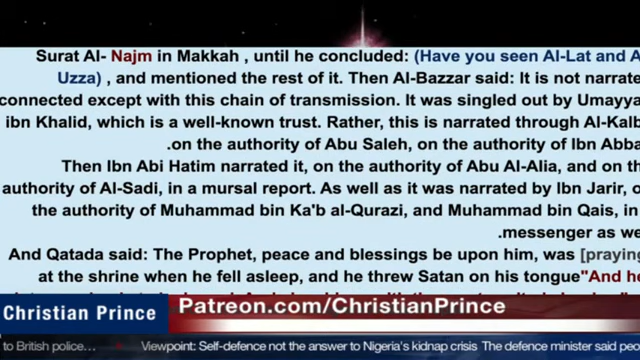 Surat Al- Najm in Makkah , until he concluded: (Have you seen Al-Lat and A
Uzza) , and mentioned the rest of it. Then Al-Bazzar said: It is not narrate
connected except with this chain of transmission. It was singled out by Umayya
ibn Khalid, which is a well-known trust. Rather, this is narrated through Al-Kalb
.on the authority of Abu Saleh, on the authority of Ibn Abba
Then Ibn Abi Hatim narrated it, on the authority of Abu Al-Alia, and on th
authority of Al-Sadi, in a mursal report. As well as it was narrated by Ibn Jarir, o
the authority of Muhammad bin Ka'b al-Qurazi, and Muhammad bin Qais, in
.messenger as we
And Qatada said: The Prophet, peace and blessings be upon him, was [praying
at the shrine when he fell asleep, and he threw Satan on his tongue"And he
Christian Prince
Patreon.com/ChristianPrince
to British police… Viewpoint: Self-defence not the answer to Nigeria's kidnap crisis The defence minister said peo